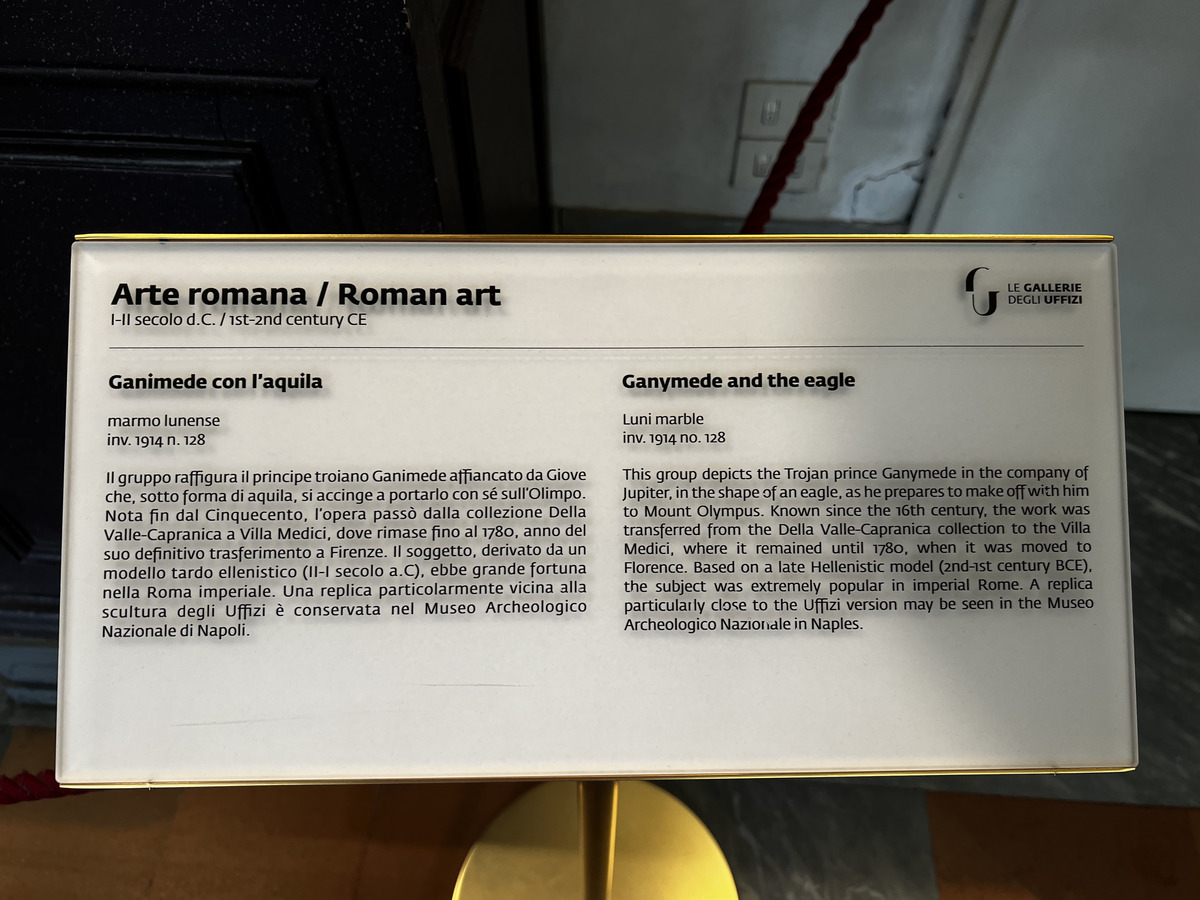 Arte romana / Roman art
I-II secolo d.C. / 1st-2nd century CE
LE GALLERIE
DEGLI UFFIZI
Ganimede con l'aquila
marmo lunense
inv. 1914 n. 128
Il gruppo raffigura il principe troiano Ganimede affiancato da Giove
che, sotto forma di aquila, si accinge a portarlo con sé sull'Olimpo.
Nota fin dal Cinquecento, l'opera passò dalla collezione Della
Valle-Capranica a Villa Medici, dove rimase fino al 1780, anno del
suo definitivo trasferimento a Firenze. Il soggetto, derivato da un
modello tardo ellenistico (II-I secolo a.C), ebbe grande fortuna
nella Roma imperiale. Una replica particolarmente vicina alla
scultura degli Uffizi è conservata nel Museo Archeologico
Nazionale di Napoli.
Ganymede and the eagle
Luni marble
inv. 1914 no. 128
This group depicts the Trojan prince Ganymede in the company of
Jupiter, in the shape of an eagle, as he prepares to make off with him
to Mount Olympus. Known since the 16th century, the work was
transferred from the Della Valle-Capranica collection to the Villa
Medici, where it remained until 1780, when it was moved to
Florence. Based on a late Hellenistic model (2nd-1st century BCE),
the subject was extremely popular in imperial Rome. A replica
particularly close to the Uffizi version may be seen in the Museo
Archeologico Nazionale in Naples.